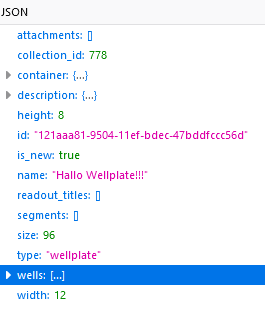 JSON
attachments: []
collection_id: 778
container: {...}
description: {...}
height: 8
id: "121aaa81-9504-11ef-bdec-47bddfccc56d"
is_new: true
name: "Hallo Wellplate!!!"
readout_titles: []
segments: []
size: 96
type: "wellplate"
wells: [...]
width: 12